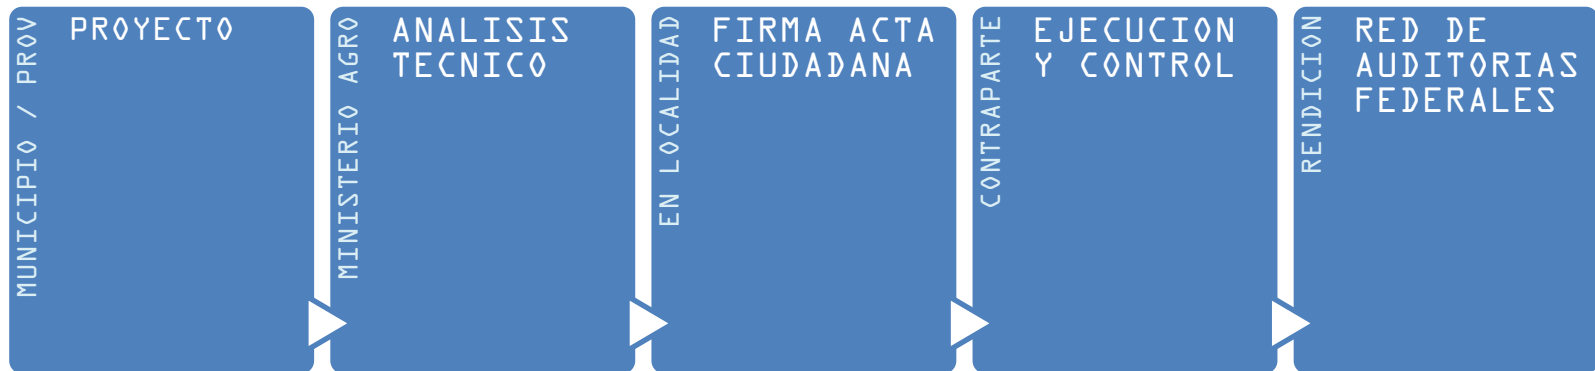 MUNICIPIO / PROV
PROYECTO
MINISTERIO AGRO
ANALISIS
TECNICO
EN LOCALIDAD
FIRMA ACTA
CIUDADANA
CONTRAPARTE
EJECUCION
Y CONTROL
RENDICION
RED DE
AUDITORIAS
FEDERALES